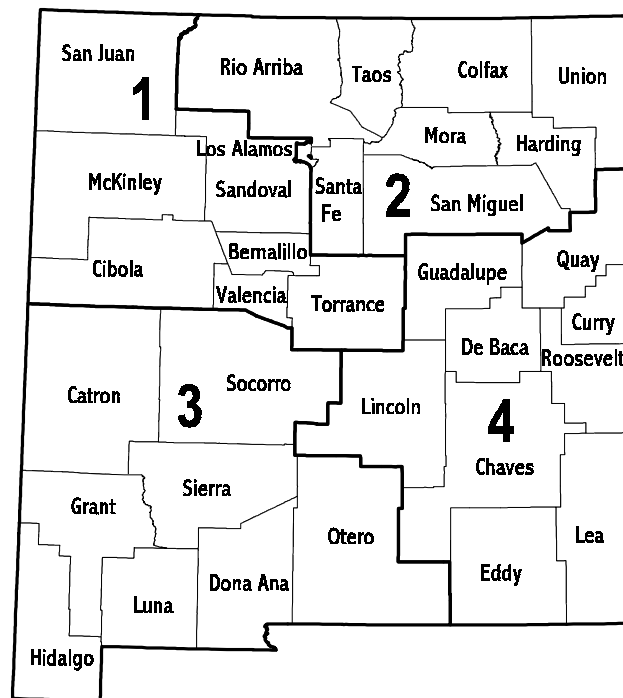 San Juan
Rio Arriba
Taos
Colfax
Union
1
Los Alamos
Mora
Harding
McKinley
Sandoval
Santa
Fe
2
San Miguel
Bernalillo
Cibola
Valencia
Torrance
Guadalupe
Quay
Curry
De Baca
Roosevelt
Catron
3
Socorro
Lincoln
4
Chaves
Grant
Sierra
Otero
Lea
Eddy
Dona Ana
Luna
Hidalgo